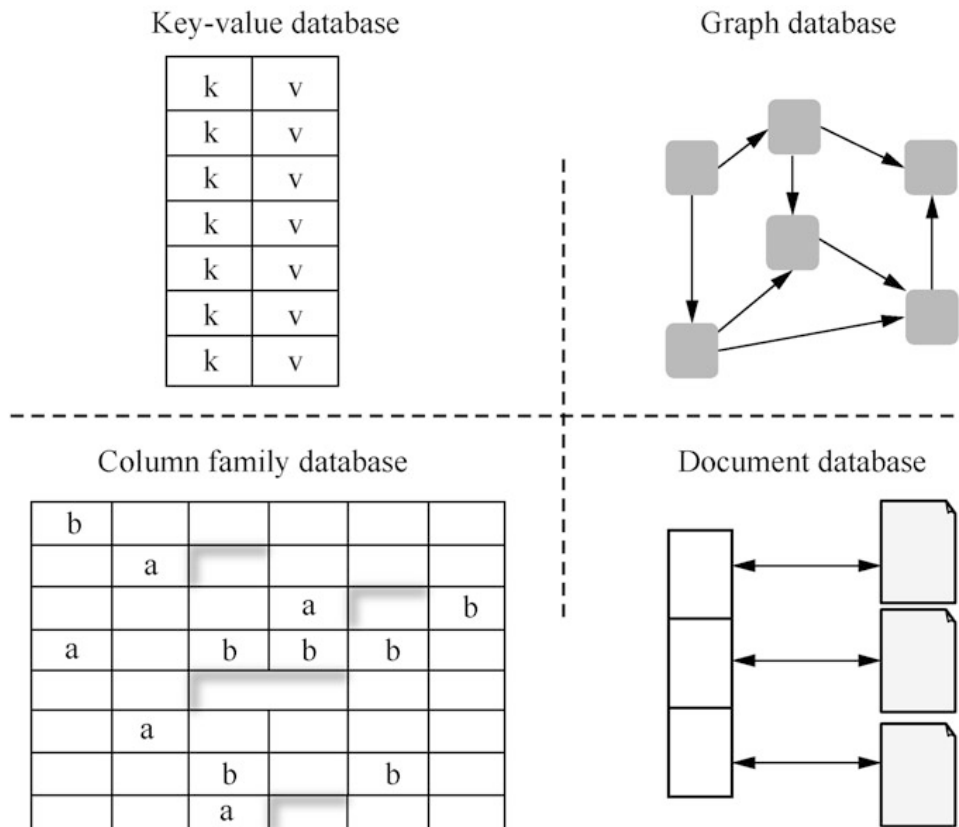 Key-value database
k v
k v
k v
k v
k v
k v
k v
Graph database
Column family database
b
a
a b
a b b b
a
b b
a
Document database